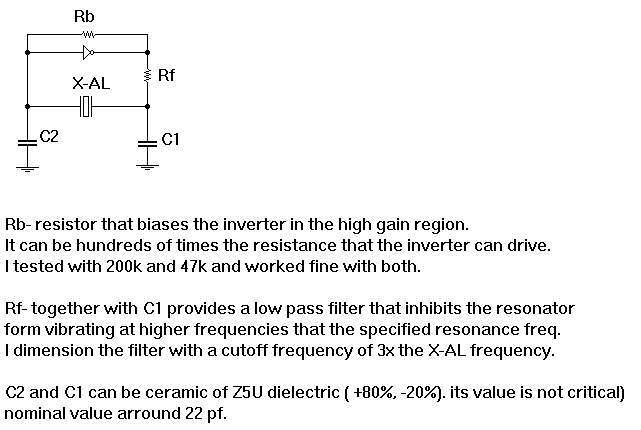 Rb
Rf
X-AL
C2
C1
Rb- resistor that biases the inverter in the high gain region.
It can be hundreds of times the resistance that the inverter can drive.
I tested with 200k and 47k and worked fine with both.
Rf- together with C1 provides a low pass filter that inhibits the resonator
form vibrating at higher frequencies that the specified resonance freq.
I dimension the filter with a cutoff frequency of 3x the X-AL frequency.
C2 and C1 can be ceramic of Z5U dielectric ( +80%, -20%). its value is not critical)
nominal value arround 22 pf.